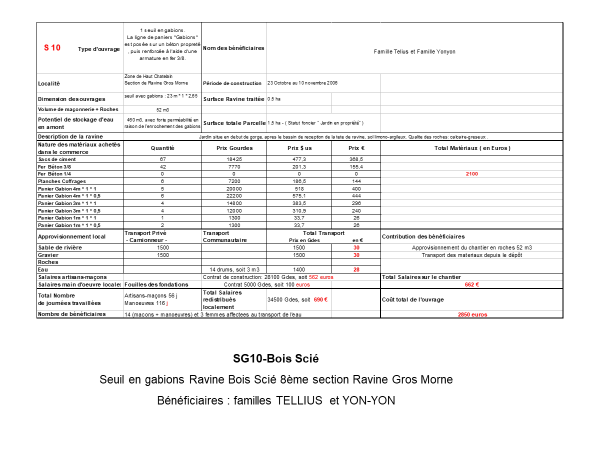 S 10 Type d'ouvrage 1 seuil en gabions. Nom des bénéficiaires Famille Telius et Famille Yonyon
La ligne de paniers "Gabions"
est posée sur un béton propreté
, puis renforcée à l'aide d'une
armature en fer 3/8.
Localité Zone de Haut Chateban
Section de Ravine Gros Morne Période de construction 23 Octobre au 10 novembre 2008
Dimension des ouvrages seuil avec gabions : 23 m * 1 * 2,65 Surface Ravine traitée 0.5 ha
Volume de maçonnerie + Roches 52 m3
Potentiel de stockage d'eau
en amont 460 m3, avec forte perméabilité en
raison de l'enrochement des gabions Surface totale Parcelle 1.5 ha - ( Statut foncier " Jardin en propriété")
Description de la ravine Jardin situe en debut de gorge, apres le bassin de reception de la tete de ravine, sol limono-argileux. Qualite des roches: calcaire-greseux .
Nature des matériaux achetés
dans le commerce Quantité Prix Gourdes Prix $ us Prix € Total Matériaux ( en Euros )
Sacs de ciment 67 18425 477,3 368,5
Fer Béton 3/8 42 7770 201,3 155,4
Fer Béton 1/4 0 0 0 0 2100
Planches Coffrages 6 7200 186,5 144
Panier Gabion 4m * 1 * 1 5 20000 518 400
Panier Gabion 4m * 1 * 0,5 6 22200 575,1 444
Panier Gabion 3m * 1 * 1 4 14800 383,5 296
Panier Gabion 3m * 1 * 0,5 4 12000 310,9 240
Panier Gabion 1m * 1 * 1 1 1300 33,7 26
Panier Gabion 1m * 1 * 0,5 2 1300 33,7 26
Approvisionnement local Transport Privé
- Camionneur - Transport
Communautaire Total Transport
Prix en Gdes en € Contribution des bénéficiaires
Sable de rivière 1500 1500 30 Approvisionnement du chantier en roches 52 m3
Gravier 1500 1500 30 Transport des materiaux depuis le dépôt
Roches
Eau 14 drums, soit 3 m3 1400 28
Salaires artisans-maçons Contrat de construction: 28100 Gdes, soit 562 euros Total Salaires sur le chantier
Salaires main d'oeuvre locale: Fouilles des fondations Contrat 5000 Gdes, soit 100 euros 662 €
Total Nombre
de journées travaillées Artisans-maçons 56 j
Manoeuvres 116 j Total Salaires
redistribués
localement 34500 Gdes, soit 690 € Coût total de l'ouvrage
Nombre de bénéficiaires 14 (maçons + manoeuvres) et 3 femmes affectees au transport de l'eau 2850 euros
SG10-Bois Scié
Seuil en gabions Ravine Bois Scié 8ème section Ravine Gros Morne
Bénéficiaires : familles TELLIUS et YON-YON